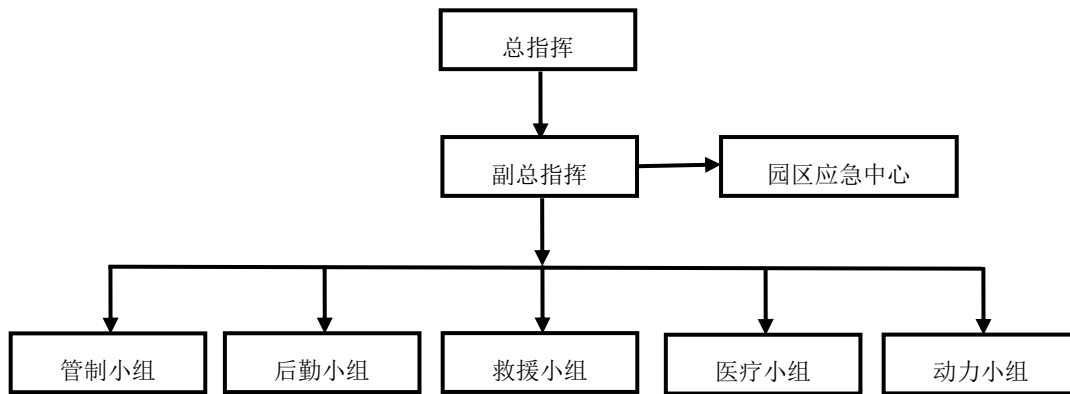 总指挥
副总指挥
园区应急中心
管制小组
后勤小组
救援小组
医疗小组
动力小组